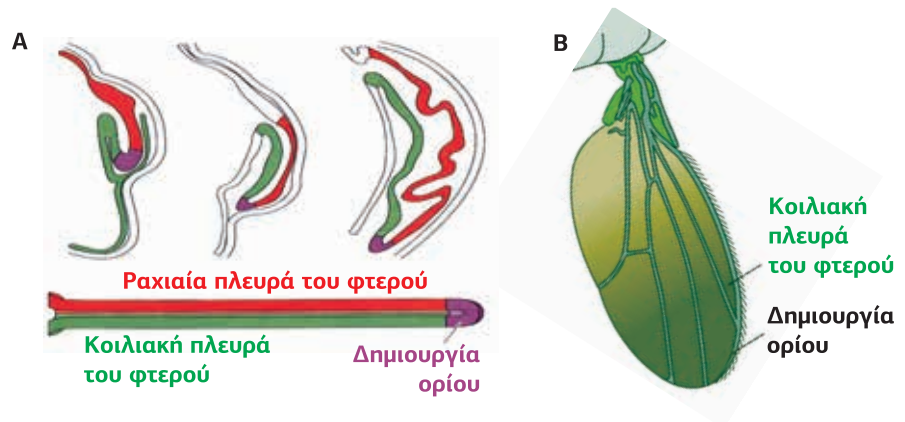 A
B
Ραχιαία πλευρά του φτερού
Κοιλιακή πλευρά
του φτερού
Δημιουργία
ορίου
Κοιλιακή
πλευρά
του φτερού
Δημιουργία
ορίου